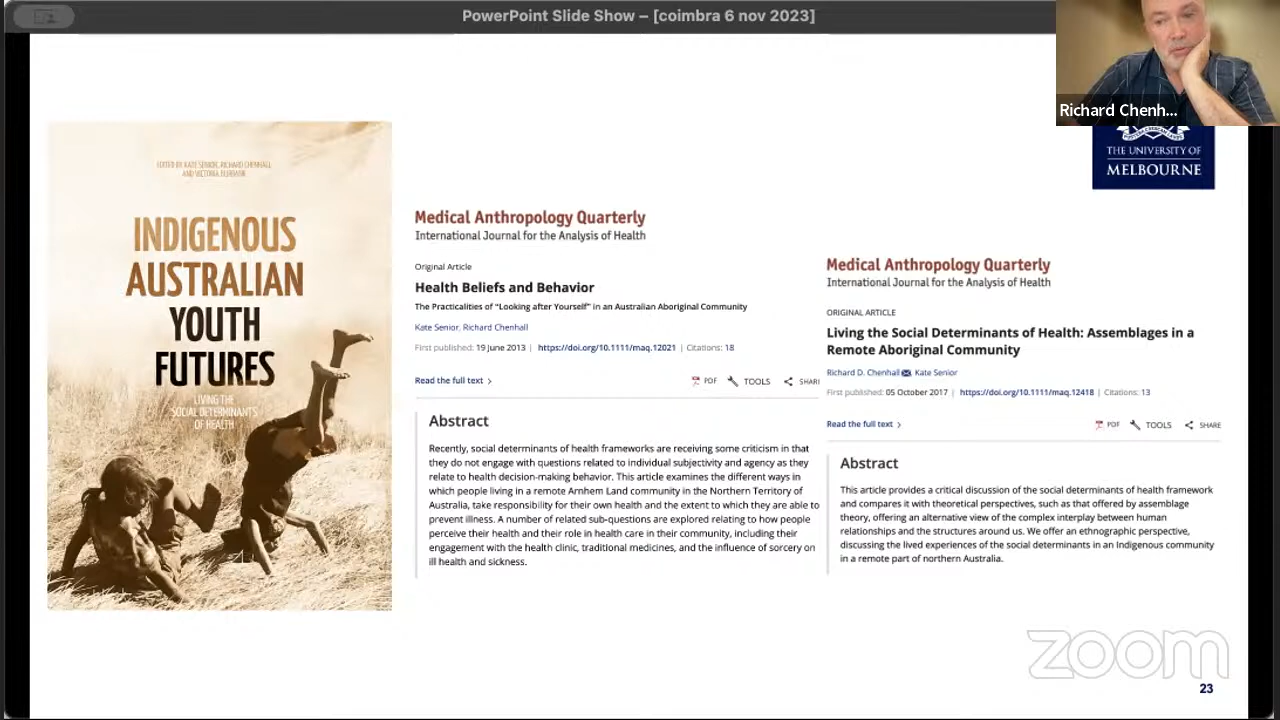 PowerPoint Slide Show – [coimbra 6 nov 2023]
Richard Chenh...
THE UNIVERSITY OF
MELBOURNE
EDITED BY KATE SENIOR, RICHARD CHENHALL
AND VICTORIA BURBANK
INDIGENOUS
AUSTRALIAN
YOUTH
FUTURES
LIVING THE
SOCIAL DETERMINANTS
OF HEALTH
Medical Anthropology Quarterly
International Journal for the Analysis of Health
Original Article
Health Beliefs and Behavior
The Practicalities of “Looking after Yourself” in an Australian Aboriginal Community
Kate Senior, Richard Chenhall
First published: 19 June 2013 | https://doi.org/10.1111/maq.12021 | Citations: 18
Read the full text >
PDF TOOLS SHARE
Abstract
Recently, social determinants of health frameworks are receiving some criticism in that
they do not engage with questions related to individual subjectivity and agency as they
relate to health decision-making behavior. This article examines the different ways in
which people living in a remote Arnhem Land community in the Northern Territory of
Australia, take responsibility for their own health and the extent to which they are able to
prevent illness. A number of related sub-questions are explored relating to how people
perceive their health and their role in health care in their community, including their
engagement with the health clinic, traditional medicines, and the influence of sorcery on
ill health and sickness.
Medical Anthropology Quarterly
International Journal for the Analysis of Health
ORIGINAL ARTICLE
Living the Social Determinants of Health: Assemblages in a
Remote Aboriginal Community
Richard D. Chenhall, Kate Senior
First published: 05 October 2017 | https://doi.org/10.1111/maq.12418 | Citations: 13
Read the full text >
PDF TOOLS SHARE
Abstract
This article provides a critical discussion of the social determinants of health framework
and compares it with theoretical perspectives, such as that offered by assemblage
theory, offering an alternative view of the complex interplay between human
relationships and the structures around us. We offer an ethnographic perspective,
discussing the lived experiences of the social determinants in an Indigenous community
in a remote part of northern Australia.
zoom
23